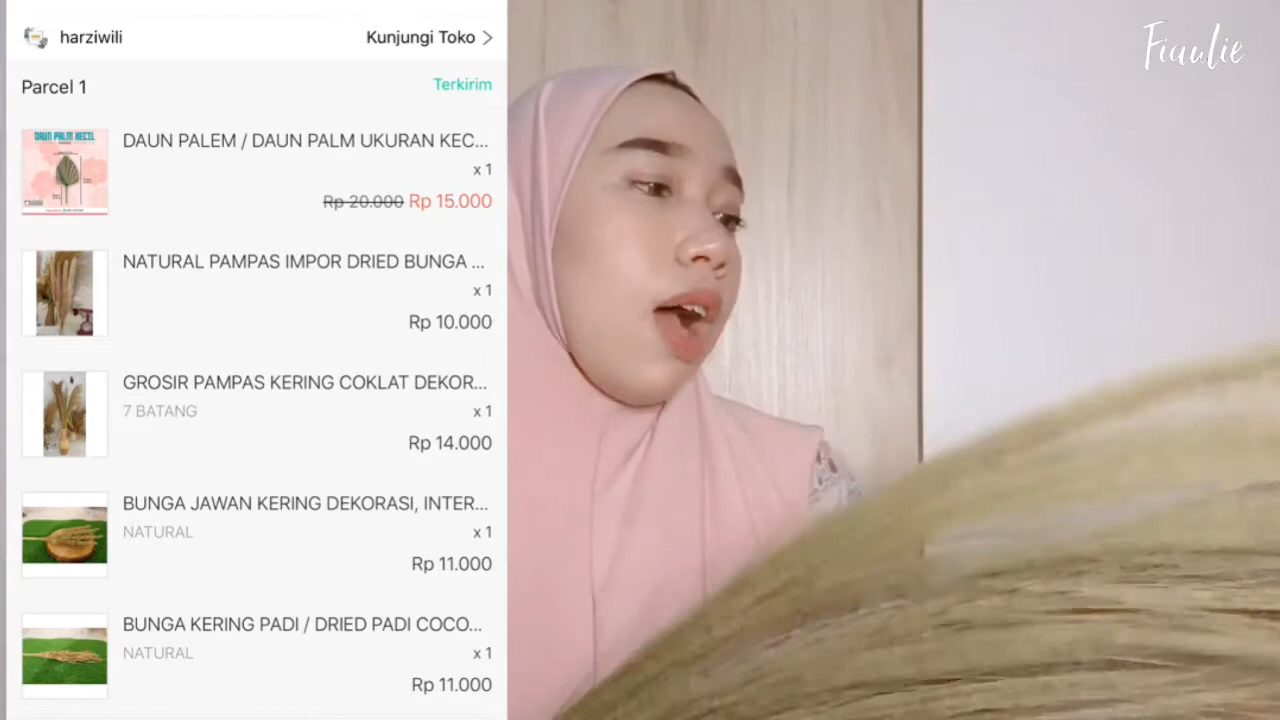 harziwili
Kunjungi Toko >
Parcel 1
Terkirim
DAUN PALM KECIL
DAUN PALEM / DAUN PALM UKURAN KEC...
x 1
Rp 20.000 Rp 15.000
NATURAL PAMPAS IMPOR DRIED BUNGA ...
x 1
Rp 10.000
GROSIR PAMPAS KERING COKLAT DEKOR...
7 BATANG
x 1
Rp 14.000
BUNGA JAWAN KERING DEKORASI, INTER...
NATURAL
x 1
Rp 11.000
BUNGA KERING PADI / DRIED PADI COCO...
NATURAL
x 1
Rp 11.000
Fiaulie